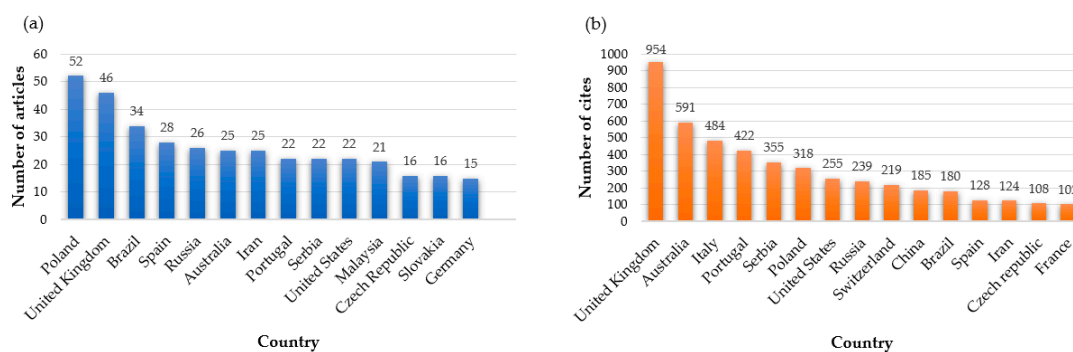 (a)
Number of articles
60
50
40
30
20
10
0
52
46
34
28
26
25
25
22
22
22
21
16
16
15
Poland
United Kingdom
Brazil
Spain
Russia
Australia
Iran
Portugal
Serbia
United States
Malaysia
Czech Republic
Slovakia
Germany
Country
(b)
Number of cites
1000
900
800
700
600
500
400
300
200
100
0
954
591
484
422
355
318
255
239
219
185
180
128
124
108
United Kingdom
Australia
Italy
Portugal
Serbia
Poland
United States
Russia
Switzerland
China
Brazil
Spain
Iran
Czech republic
France
Country